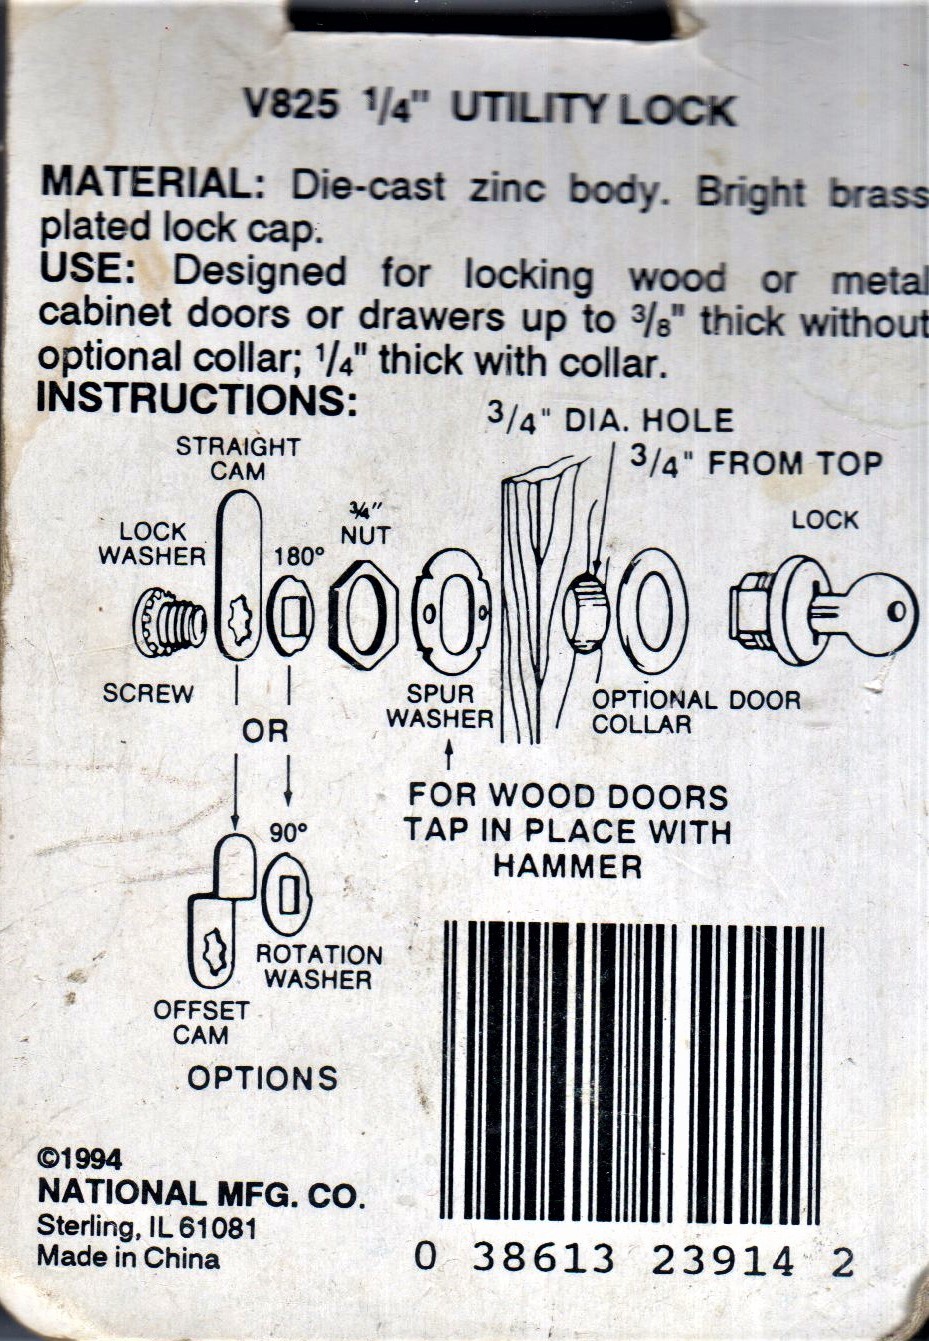 V825 1/4" UTILITY LOCK
MATERIAL: Die-cast zinc body. Bright brass
plated lock cap.
USE: Designed for locking wood or metal
cabinet doors or drawers up to 3/8" thick without
optional collar; 1/4" thick with collar.
INSTRUCTIONS:
3/4" DIA. HOLE
3/4" FROM TOP
STRAIGHT
CAM
LOCK
WASHER
180°
3/4"
NUT
LOCK
SCREW
SPUR
WASHER
OPTIONAL DOOR
COLLAR
OR
FOR WOOD DOORS
TAP IN PLACE WITH
HAMMER
90°
ROTATION
WASHER
OFFSET
CAM
OPTIONS
©1994
NATIONAL MFG. CO.
Sterling, IL 61081
Made in China
0 38613 23914 2